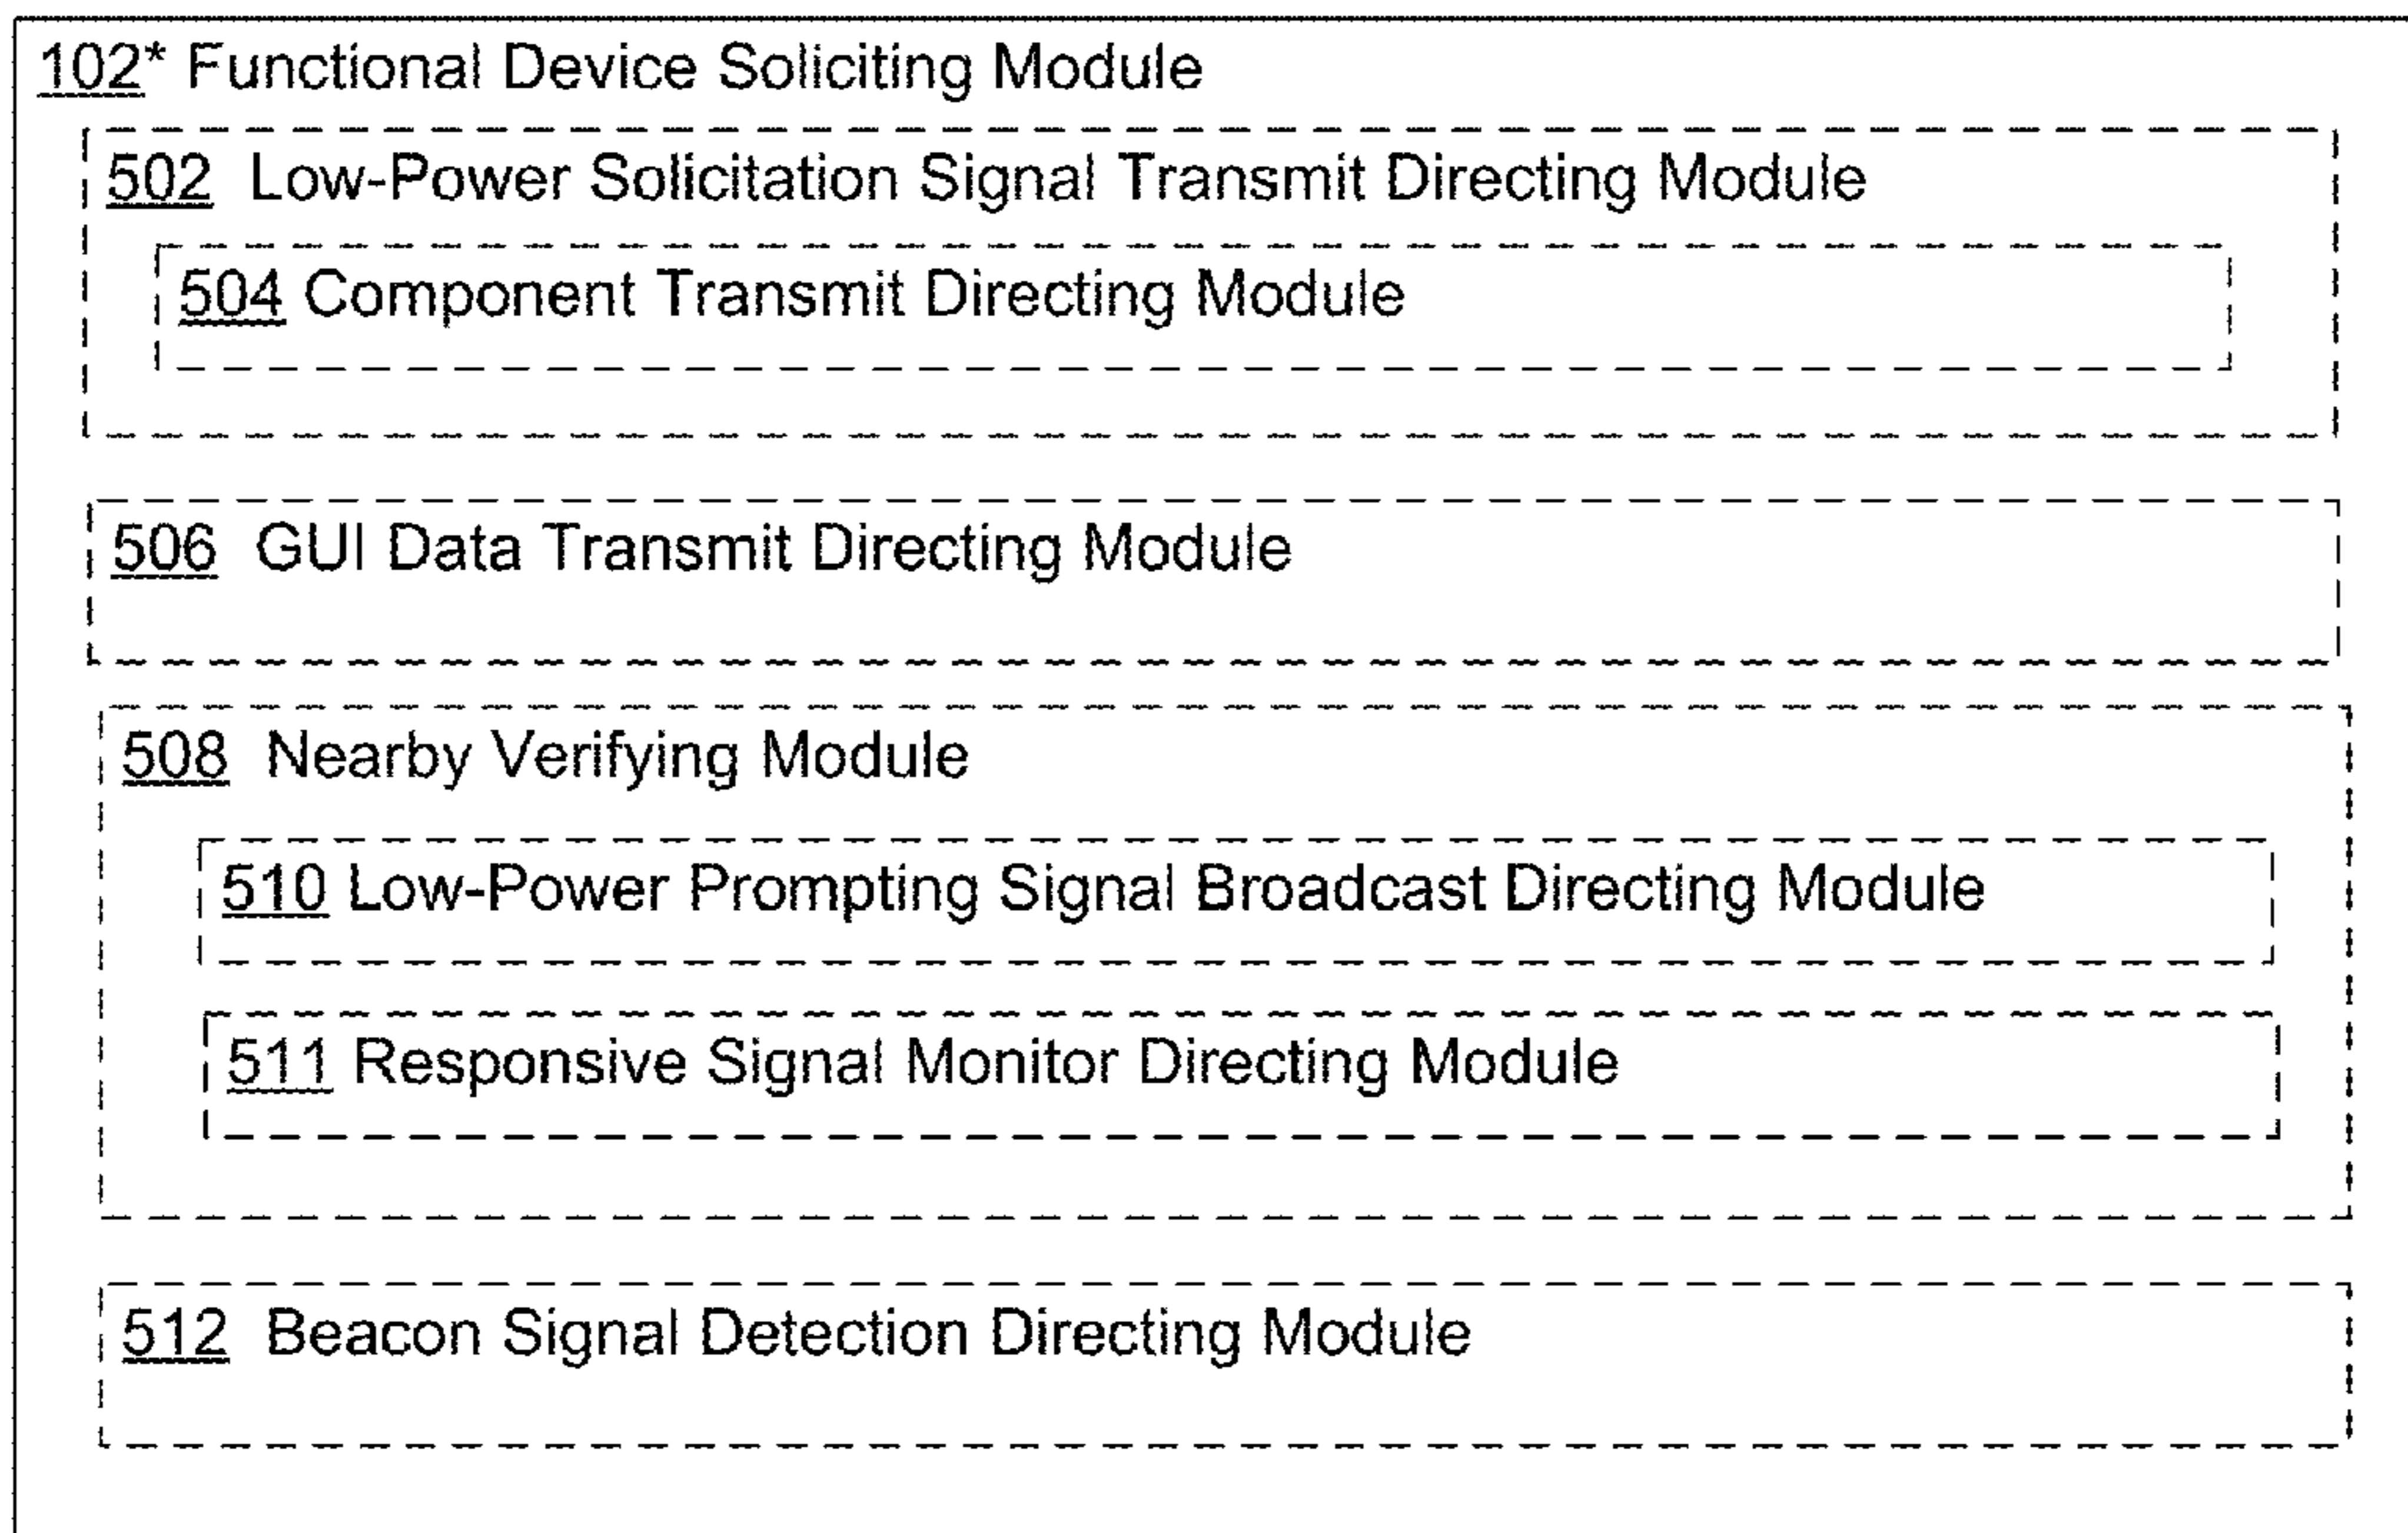 102* Functional Device Soliciting Module
502 Low-Power Solicitation Signal Transmit Directing Module
504 Component Transmit Directing Module
506 GUI Data Transmit Directing Module
508 Nearby Verifying Module
510 Low-Power Prompting Signal Broadcast Directing Module
511 Responsive Signal Monitor Directing Module
512 Beacon Signal Detection Directing Module